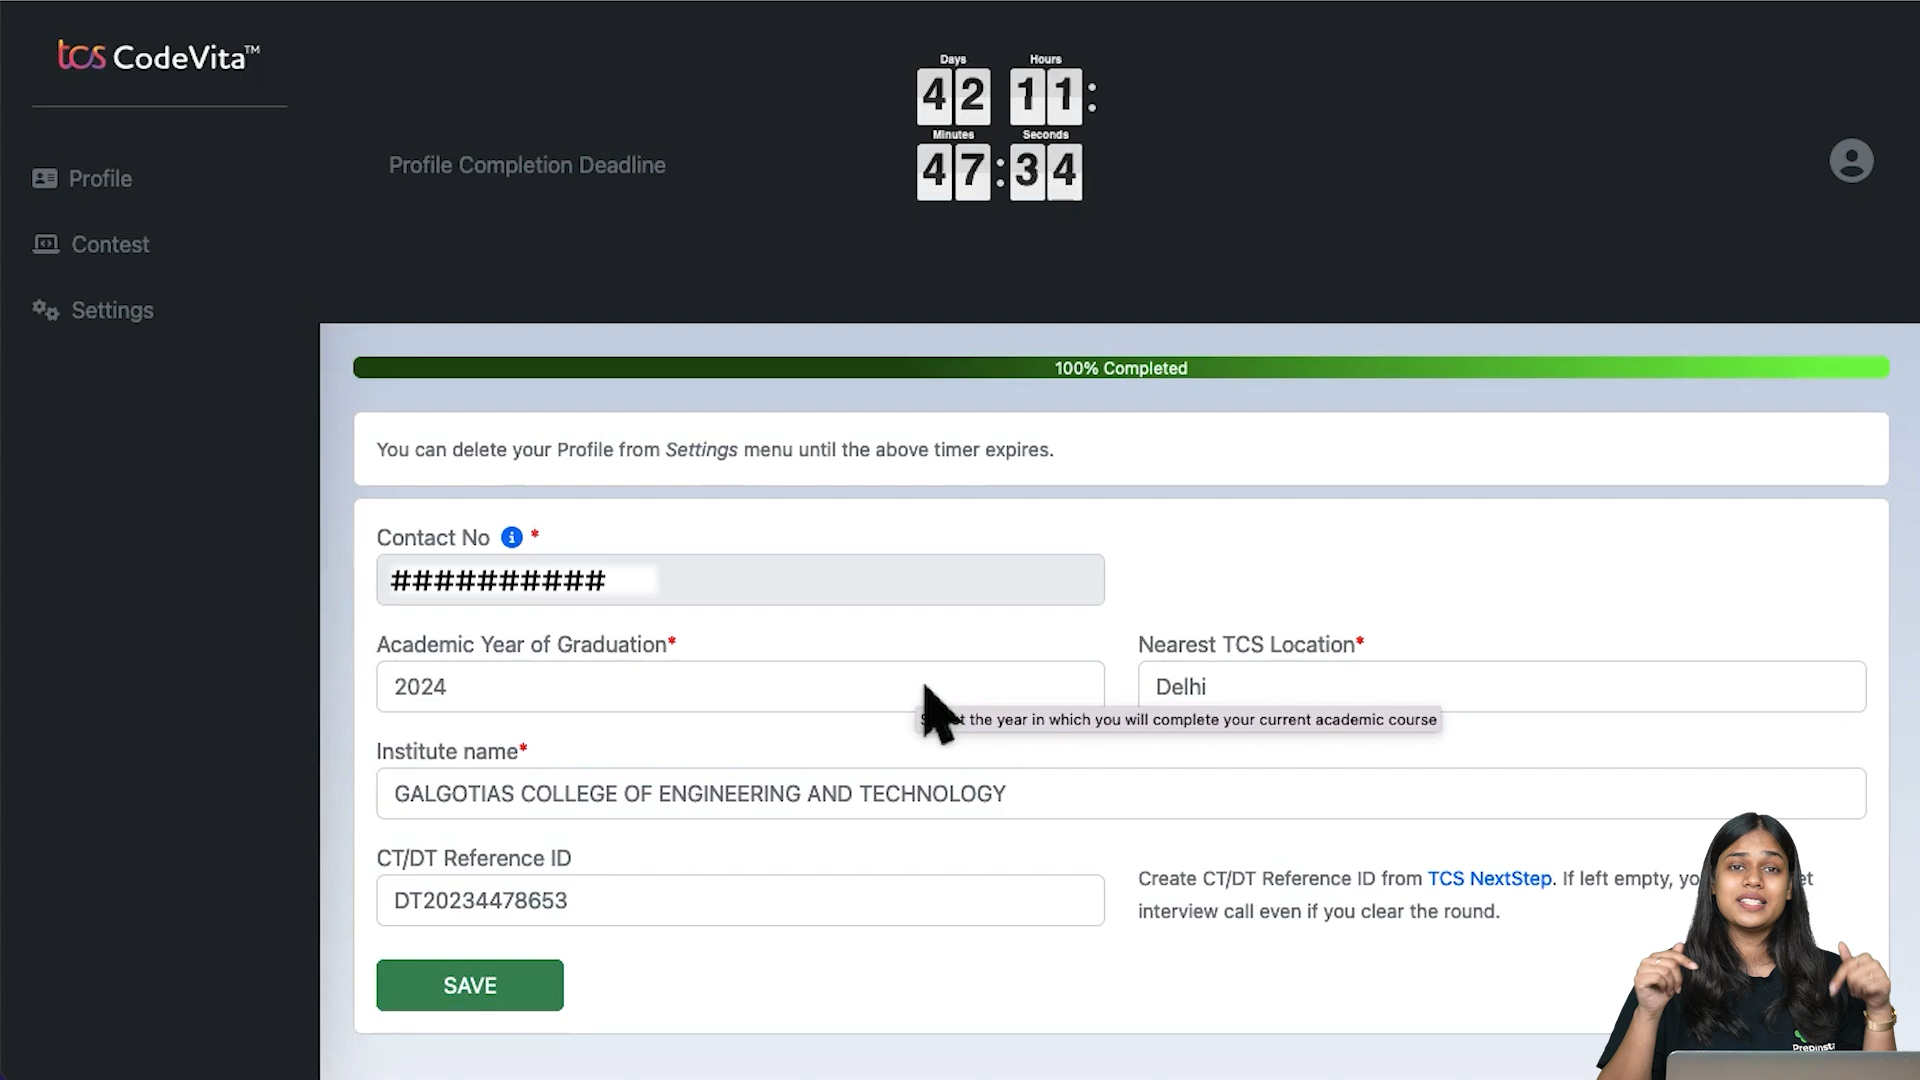 tcs CodeVita™
Profile
Contest
Settings
Profile Completion Deadline
Days Hours
42 11:
Minutes Seconds
47:34
100% Completed
You can delete your Profile from Settings menu until the above timer expires.
Contact No *
##########
Academic Year of Graduation*
2024
Nearest TCS Location*
Delhi
the year in which you will complete your current academic course
Institute name*
GALGOTIAS COLLEGE OF ENGINEERING AND TECHNOLOGY
CT/DT Reference ID
DT20234478653
Create CT/DT Reference ID from TCS NextStep. If left empty,
interview call even if you clear the round.
SAVE